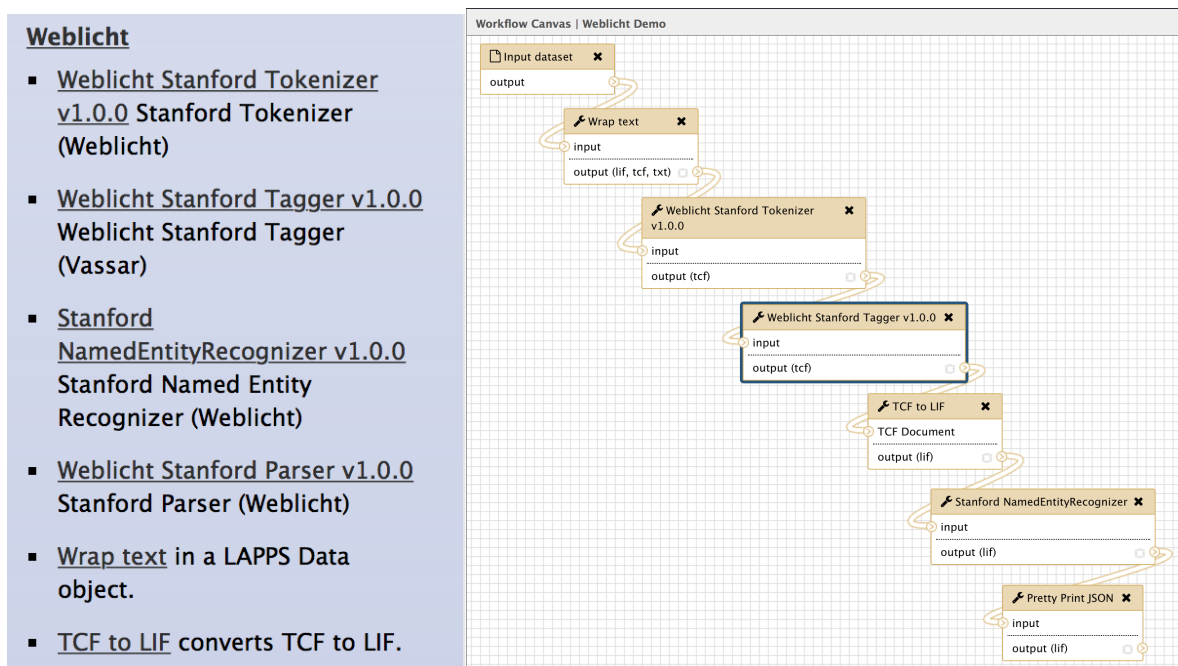 Weblicht
Weblicht Stanford Tokenizer
v1.0.0 Stanford Tokenizer
(Weblicht)
Weblicht Stanford Tagger v1.0.0
Weblicht Stanford Tagger
(Vassar)
Stanford
NamedEntityRecognizer v1.0.0
Stanford Named Entity
Recognizer (Weblicht)
Weblicht Stanford Parser v1.0.0
Stanford Parser (Weblicht)
Wrap text in a LAPPS Data
object.
TCF to LIF converts TCF to LIF.
Workflow Canvas | Weblicht Demo
Input dataset
output
Wrap text
input
output (lif, tcf, txt)
Weblicht Stanford Tokenizer
v1.0.0
input
output (tcf)
Weblicht Stanford Tagger v1.0.0
input
output (tcf)
TCF to LIF
TCF Document
output (lif)
Stanford NamedEntityRecognizer
input
output (lif)
Pretty Print JSON
input
output (lif)